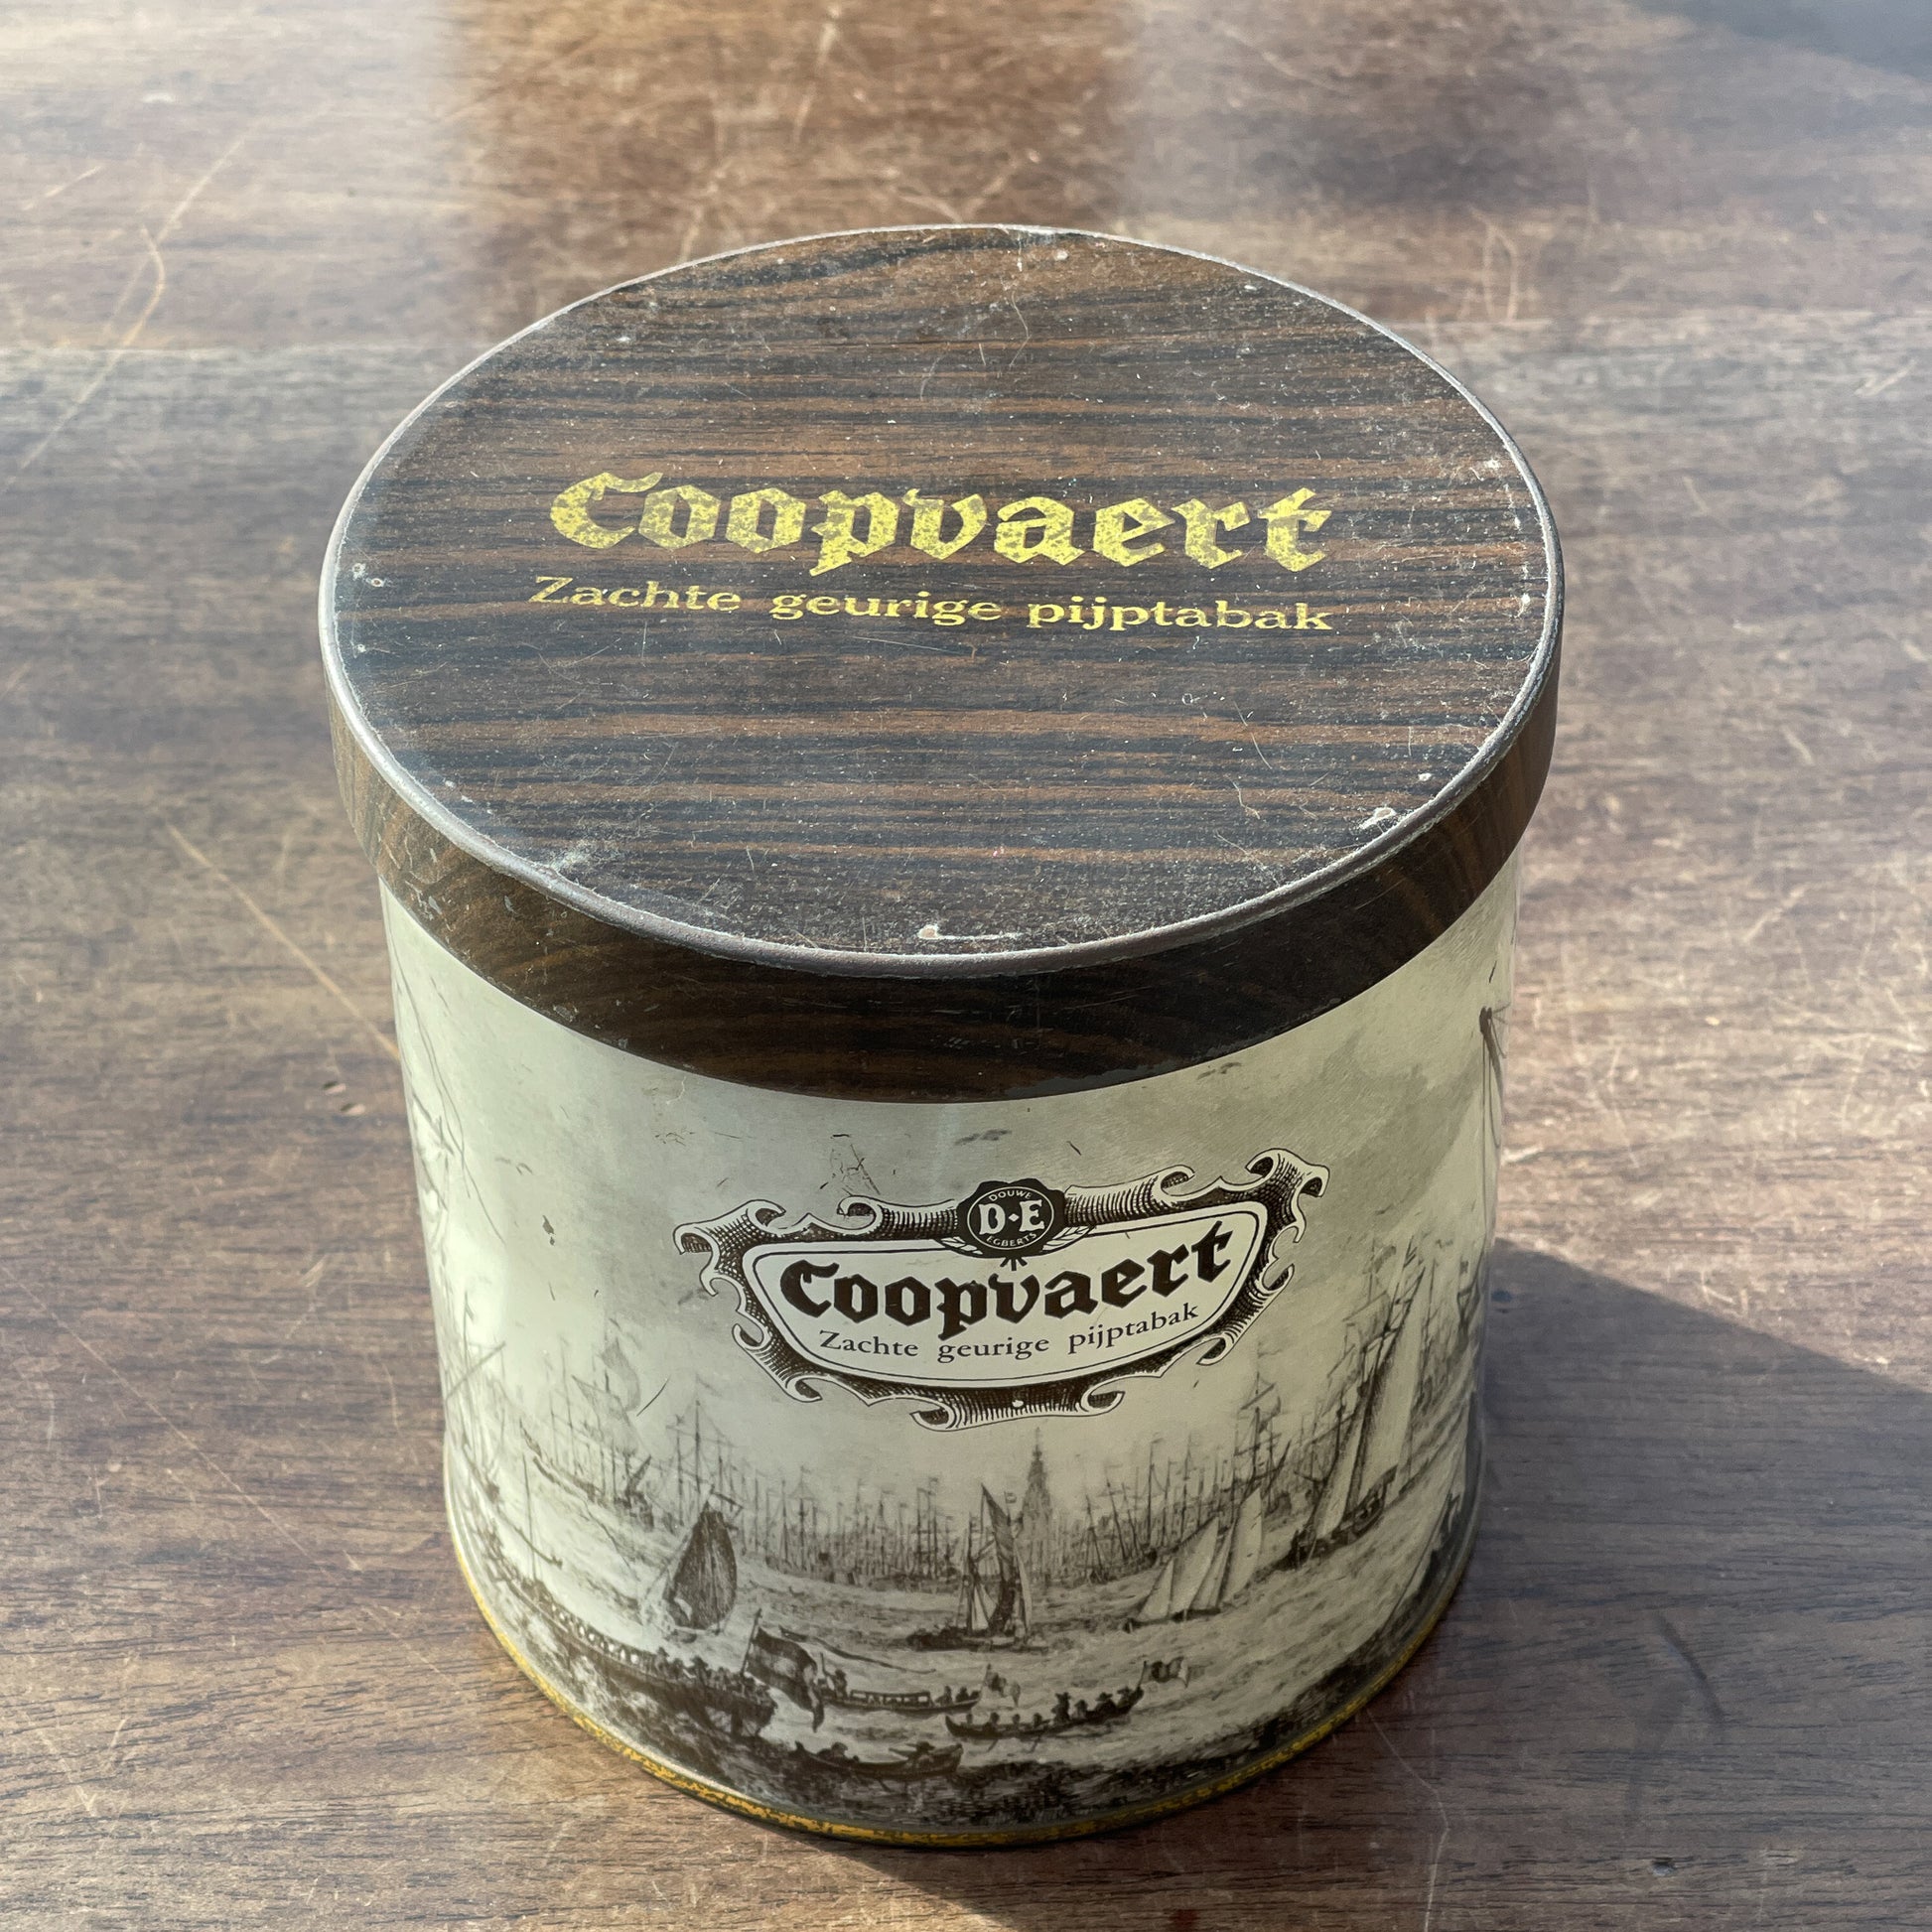 Coopvaert
Zachte geurige pijptabak
DOUWE
D·E
EGBERTS
Coopvaert
Zachte geurige pijptabak